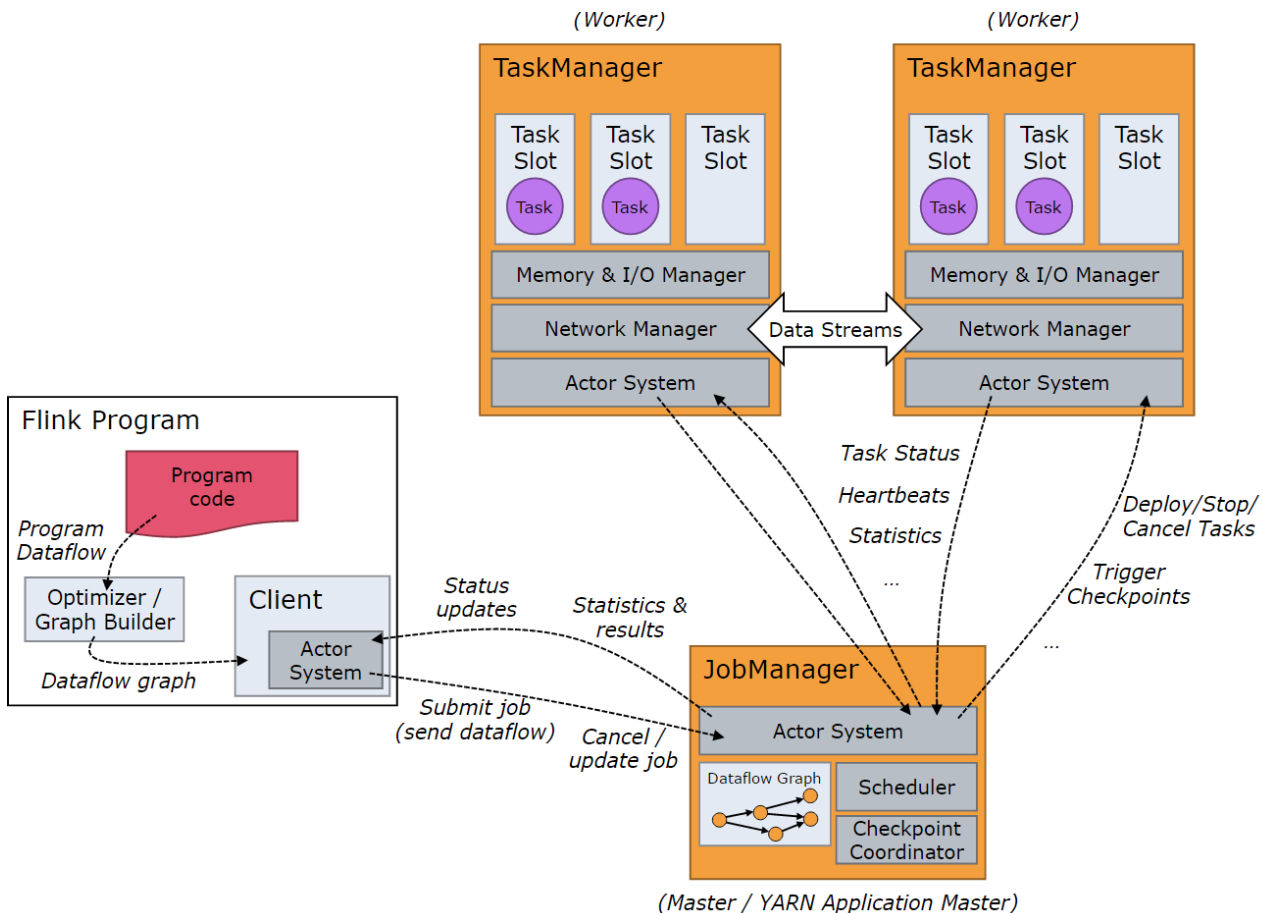 (Worker)
(Worker)
TaskManager
Task
Slot
Task
Task
Slot
Task
Task
Slot
Memory & I/O Manager
Network Manager
Actor System
Data Streams
TaskManager
Task
Slot
Task
Task
Slot
Task
Task
Slot
Memory & I/O Manager
Network Manager
Actor System
Flink Program
Program
code
Program
Dataflow
Optimizer /
Graph Builder
Dataflow graph
Client
Actor
System
Status
updates
Statistics &
results
Submit job
(send dataflow)
Cancel /
update job
Task Status
Heartbeats
Statistics
...
Deploy/Stop/
Cancel Tasks
Trigger
Checkpoints
...
JobManager
Actor System
Dataflow Graph
Scheduler
Checkpoint
Coordinator
(Master / YARN Application Master)